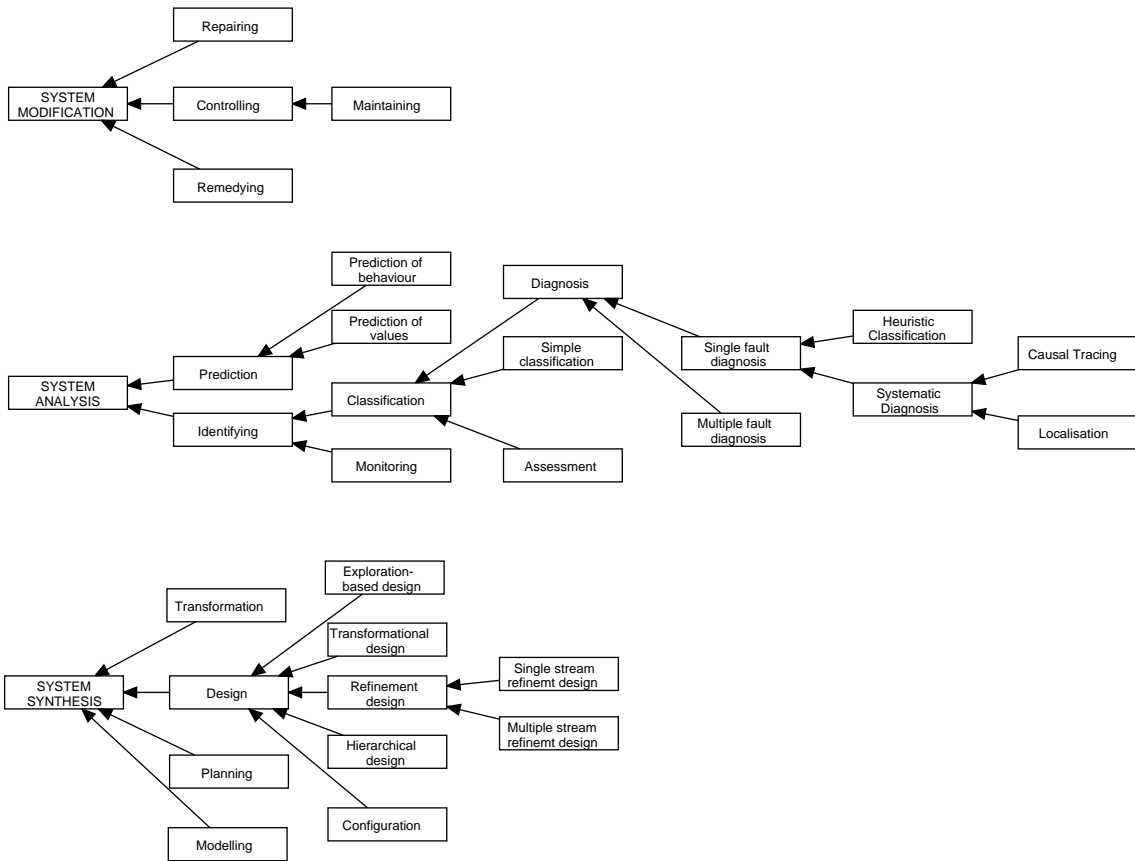 Repairing
SYSTEM
MODIFICATION
Controlling
Maintaining
Remedying
Prediction of
behaviour
Diagnosis
Prediction of
values
Heuristic
Classification
Simple
classification
Single fault
diagnosis
Causal Tracing
Prediction
SYSTEM
ANALYSIS
Classification
Systematic
Diagnosis
Identifying
Multiple fault
diagnosis
Localisation
Monitoring
Assessment
Exploration-
based design
Transformation
Transformational
design
Single stream
refinemt design
SYSTEM
SYNTHESIS
Design
Refinement
design
Multiple stream
refinemt design
Hierarchical
design
Planning
Configuration
Modelling